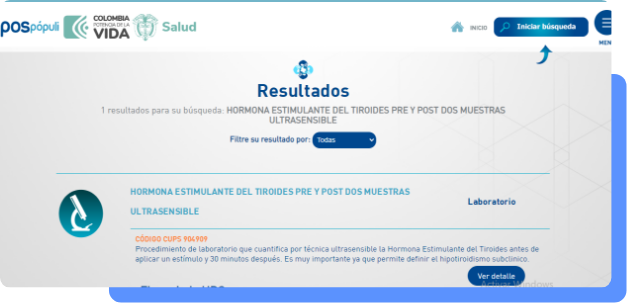 pospópuli
COLOMBIA
POTENCIA DE LA
VIDA
Salud
INICIO
Iniciar búsqueda
MEN
Resultados
1 resultados para su búsqueda: HORMONA ESTIMULANTE DEL TIROIDES PRE Y POST DOS MUESTRAS
ULTRASENSIBLE
Filtre su resultado por: Todas
HORMONA ESTIMULANTE DEL TIROIDES PRE Y POST DOS MUESTRAS
ULTRASENSIBLE
Laboratorio
CÓDIGO CUPS 904909
Procedimiento de laboratorio que cuantifica por técnica ultrasensible la Hormona Estimulante del Tiroides antes de
aplicar un estímulo y 30 minutos después. Es muy importante ya que permite definir el hipotiroidismo subclinico.
Ver detalle
Activar Windows